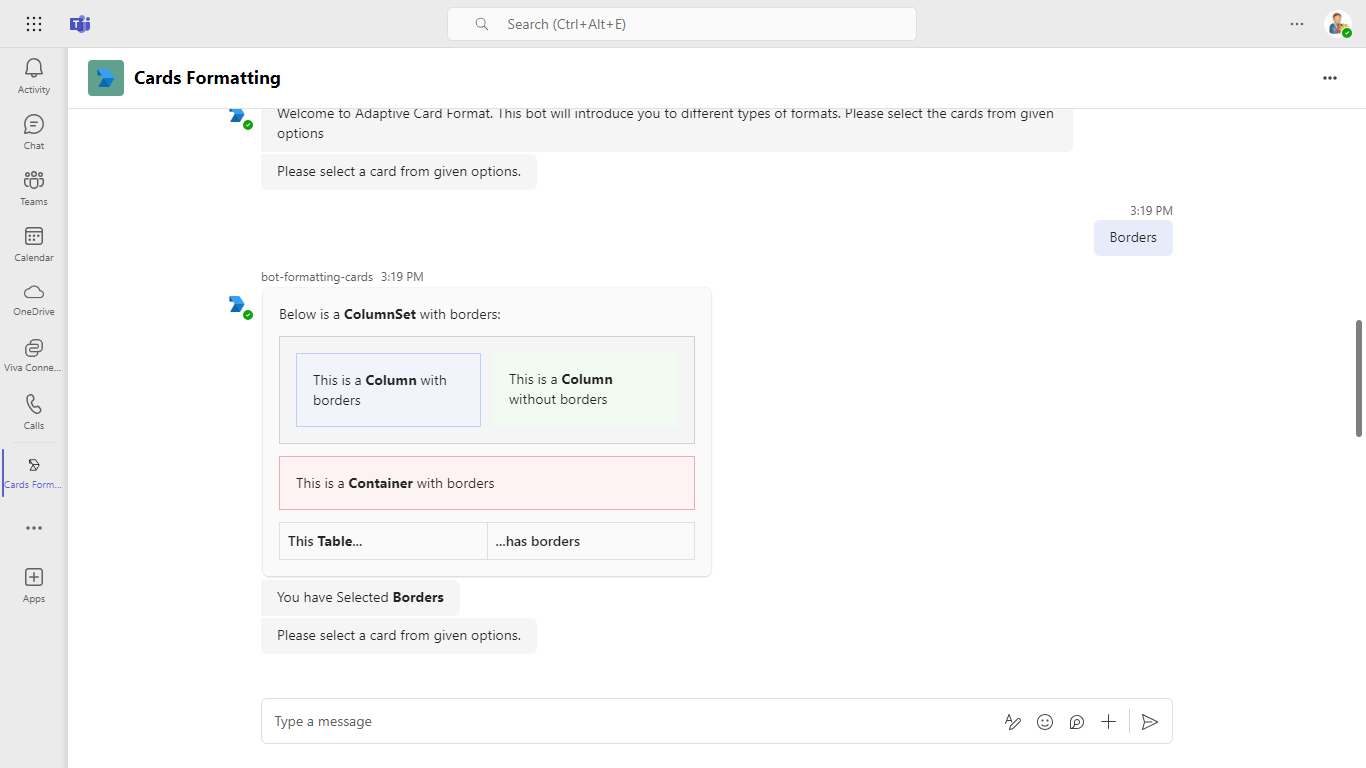 Search (Ctrl+Alt+E)
Activity
Chat
Teams
Calendar
OneDrive
Viva Conne...
Calls
Cards Form...
Apps
Cards Formatting
Welcome to Adaptive Card Format. This bot will introduce you to different types of formats. Please select the cards from given
options
Please select a card from given options.
3:19 PM
Borders
bot-formatting-cards 3:19 PM
Below is a ColumnSet with borders:
This is a Column with
borders
This is a Column
without borders
This is a Container with borders
This Table... ...has borders
You have Selected Borders
Please select a card from given options.
Type a message